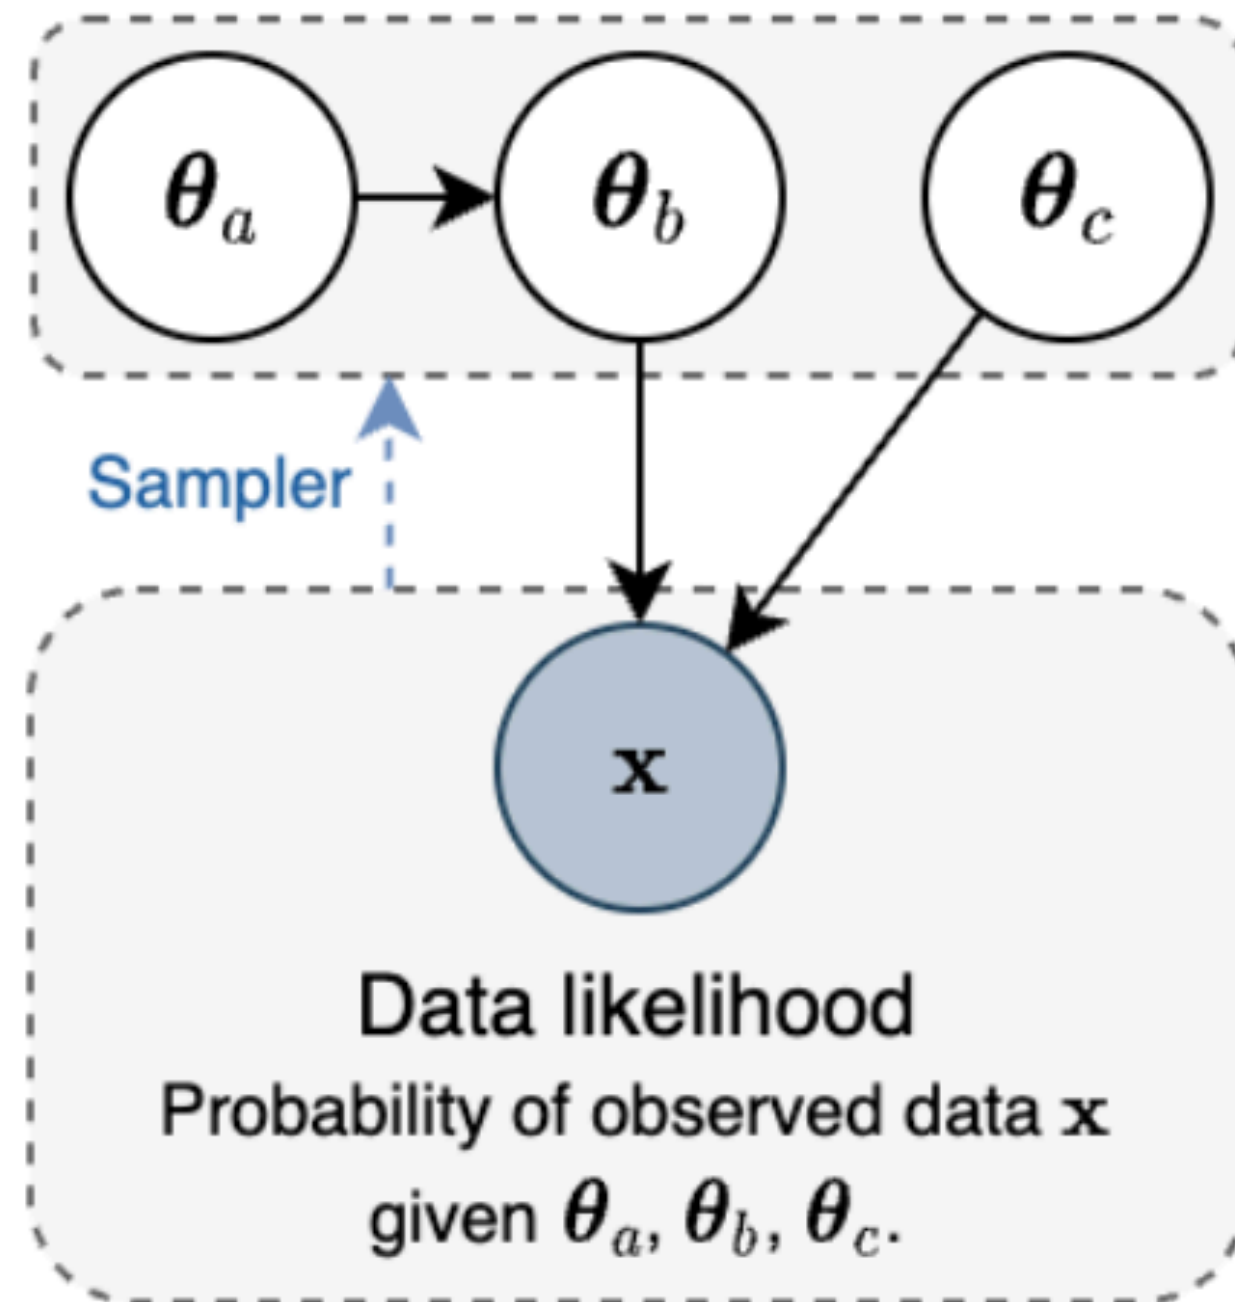 θa
θb
θc
Sampler
x
Data likelihood
Probability of observed data x
given θa, θb, θc.